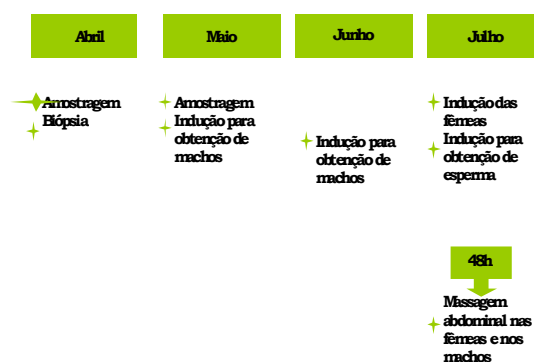 Abril
Maio
Junho
Julho
Amostragem
Biópsia
Amostragem
Indução para
obtenção de
machos
Indução para
obtenção de
machos
Indução das
fêmeas
Indução para
obtenção de
esperma
48h
Massagem
abdominal nas
fêmeas e nos
machos